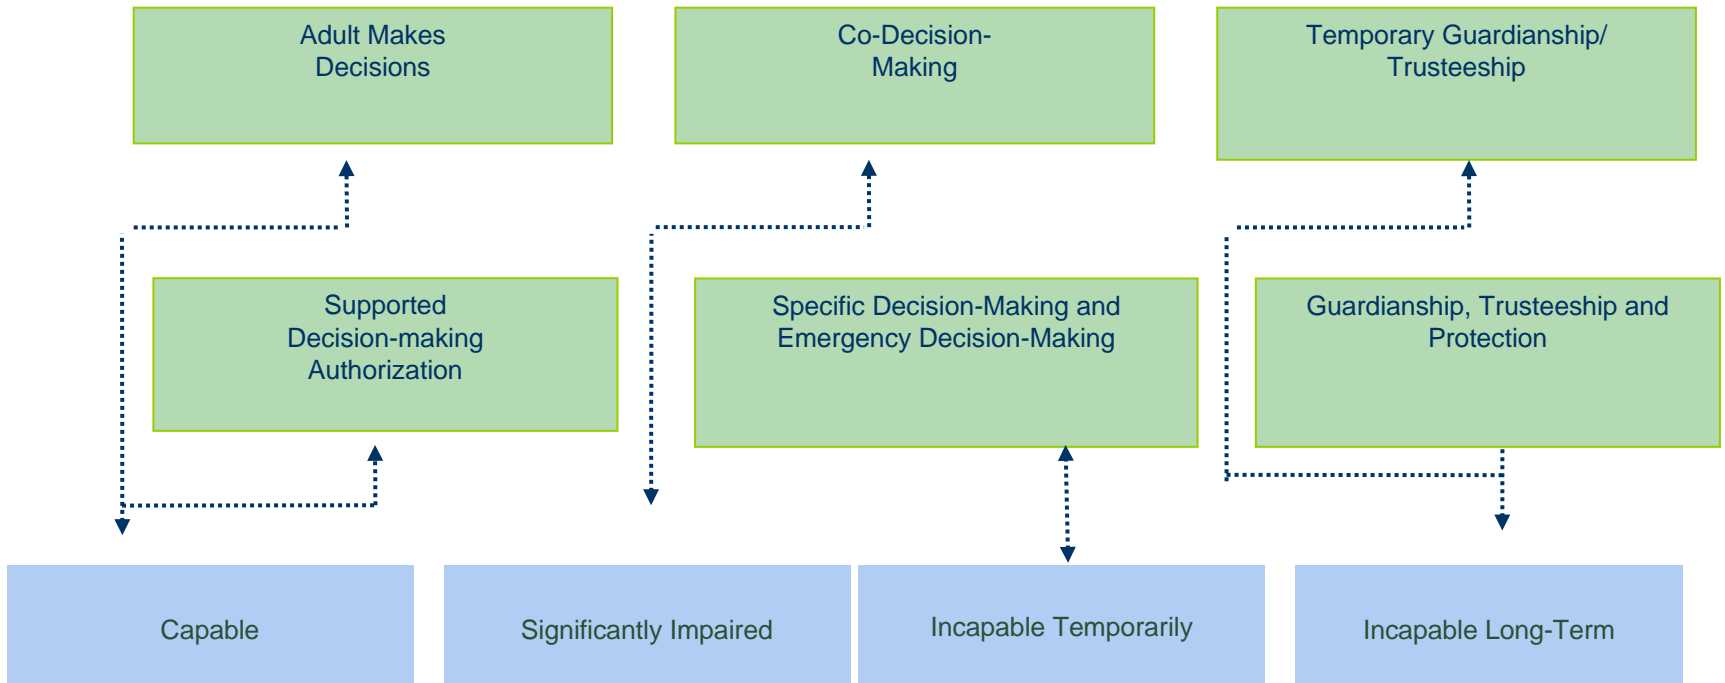 Adult Makes
Decisions
Co-Decision-
Making
Temporary Guardianship/
Trusteeship
Supported
Decision-making
Authorization
Specific Decision-Making and
Emergency Decision-Making
Guardianship, Trusteeship and
Protection
Capable
Significantly Impaired
Incapable Temporarily
Incapable Long-Term